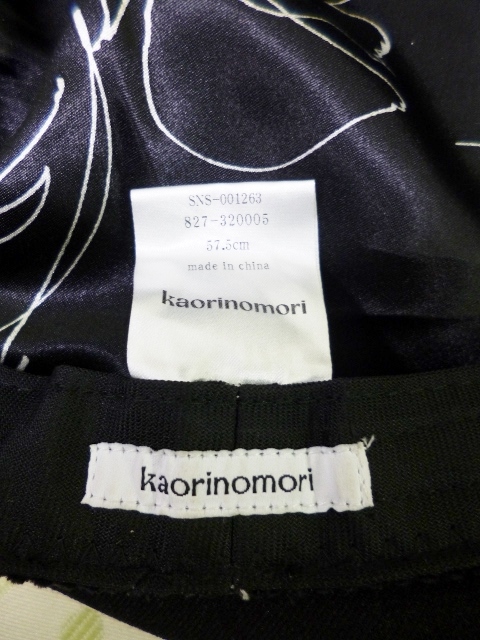 SNS-001263
827-320005
57.5cm
made in china
kaorinomori
kaorinomori